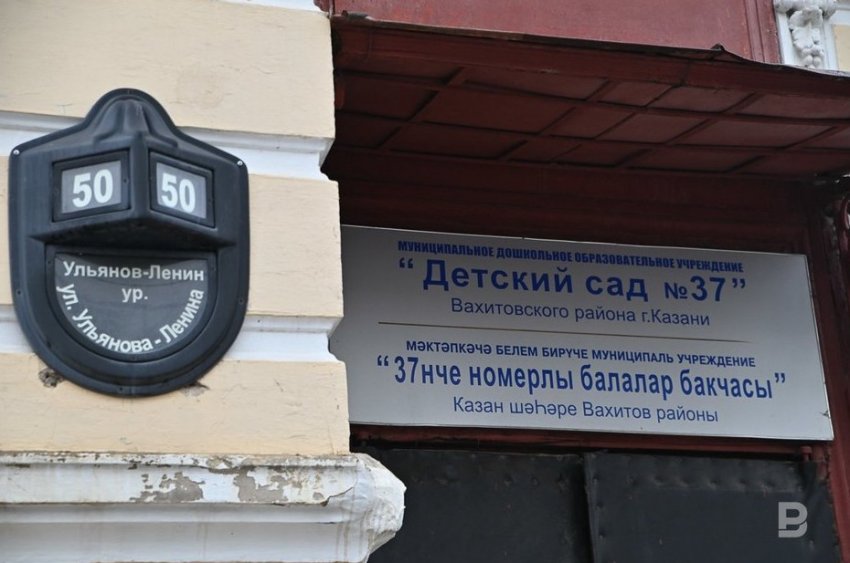 50 50
Ульянов-Ленин
ур.
ул. Ульянова-Ленина
МУНИЦИПАЛЬНОЕ ДОШКОЛЬНОЕ ОБРАЗОВАТЕЛЬНОЕ УЧРЕЖДЕНИЕ
“ Детский сад №37”
Вахитовского района г.Казани
МӘКТӘПКӘЧӘ БЕЛЕМ БИРҮЧЕ МУНИЦИПАЛЬ УЧРЕЖДЕНИЕ
“37нче номерлы балалар бакчасы”
Казан шәһәре Вахитов районы
В